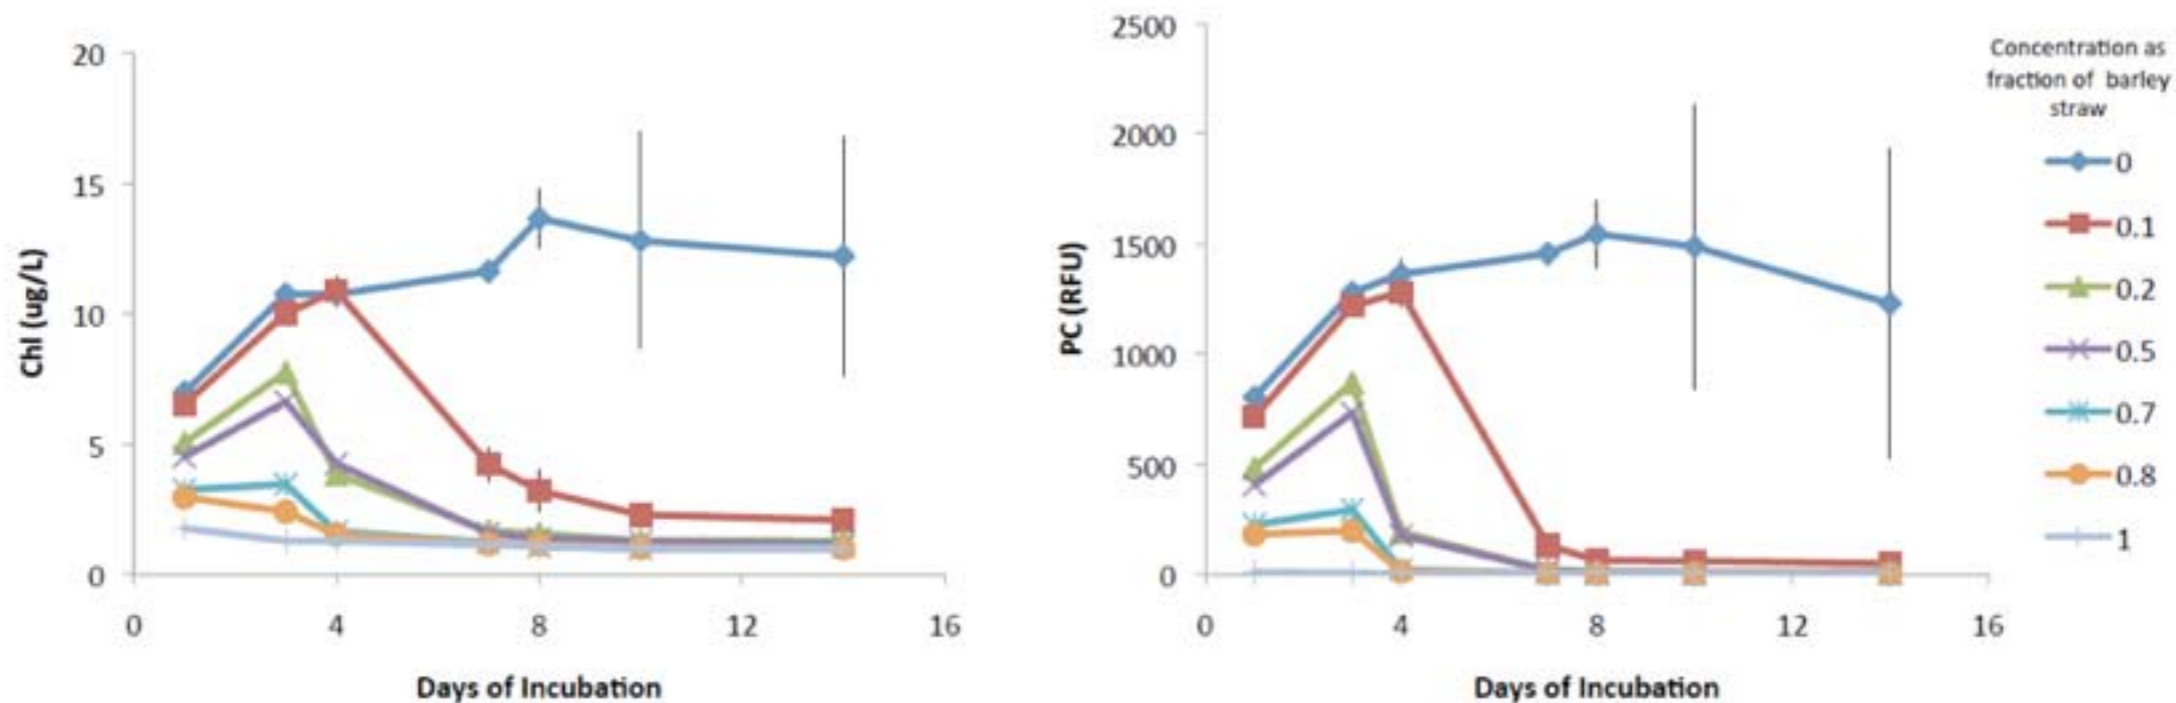 20
15
10
5
0
Chl (ug/L)
0 4 8 12 16
Days of Incubation
2500
2000
1500
1000
500
0
PC (RFU)
0 4 8 12 16
Days of Incubation
Concentration as
fraction of barley
straw
0
0.1
0.2
0.5
0.7
0.8
1